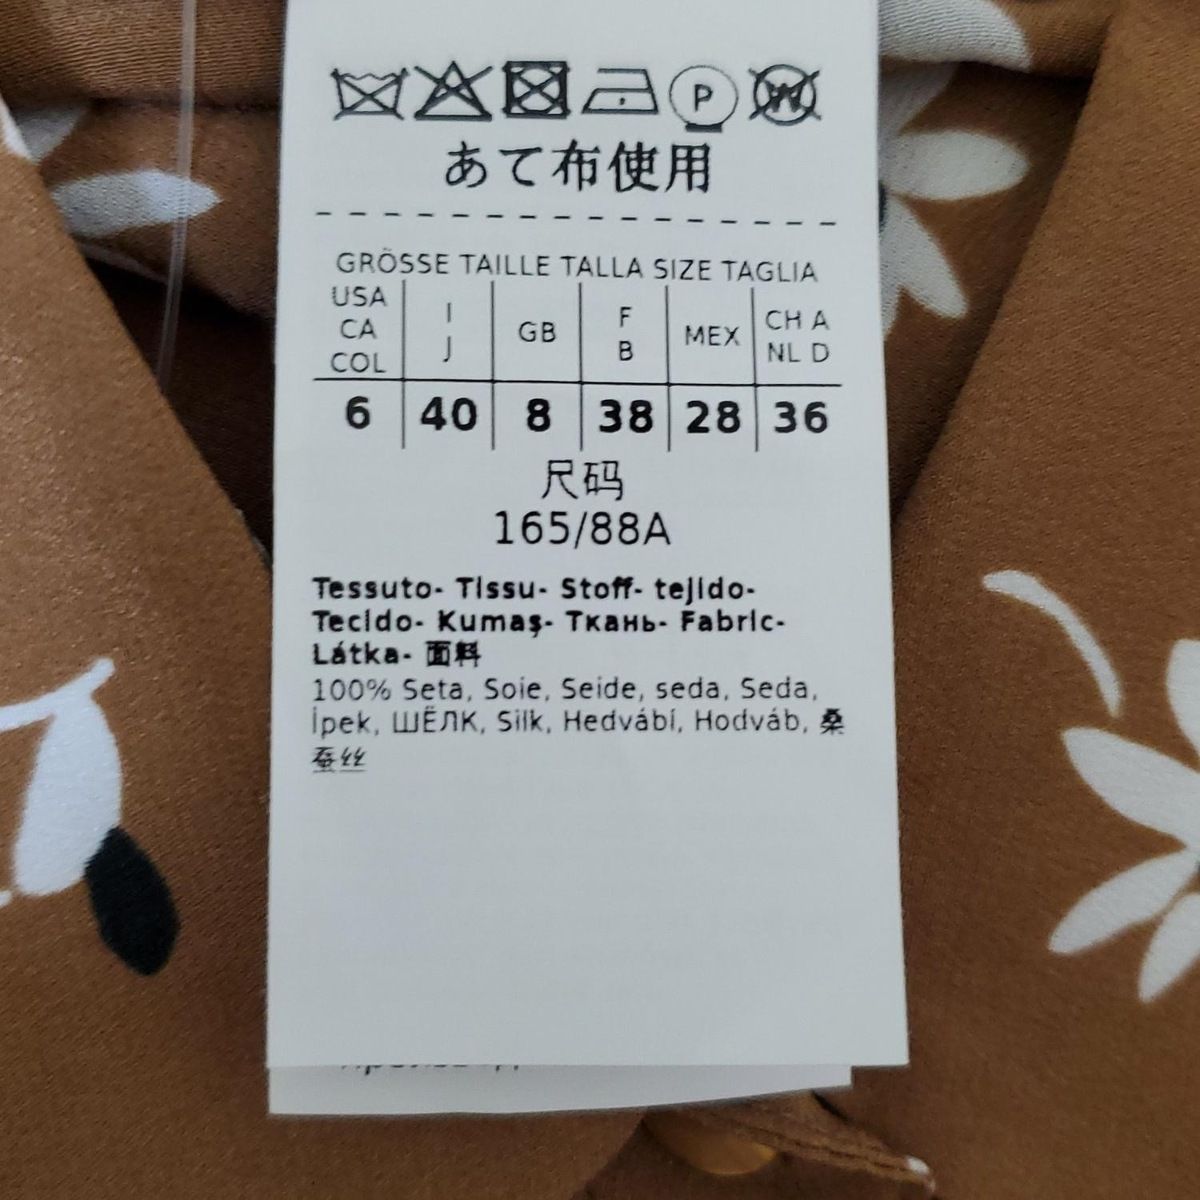 P W
あて布使用
GRÖSSE TAILLE TALLA SIZE TAGLIA
USA CA COL I J GB F B MEX CH A NL D
6 40 8 38 28 36
尺码
165/88A
Tessuto- Tissu- Stoff- tejido-
Tecido- Kumaş- Ткань- Fabric-
Látka- 面料
100% Seta, Soie, Seide, seda, Seda,
İpek, ШЁЛК, Silk, Hedvábí, Hodváb, 桑
蚕丝